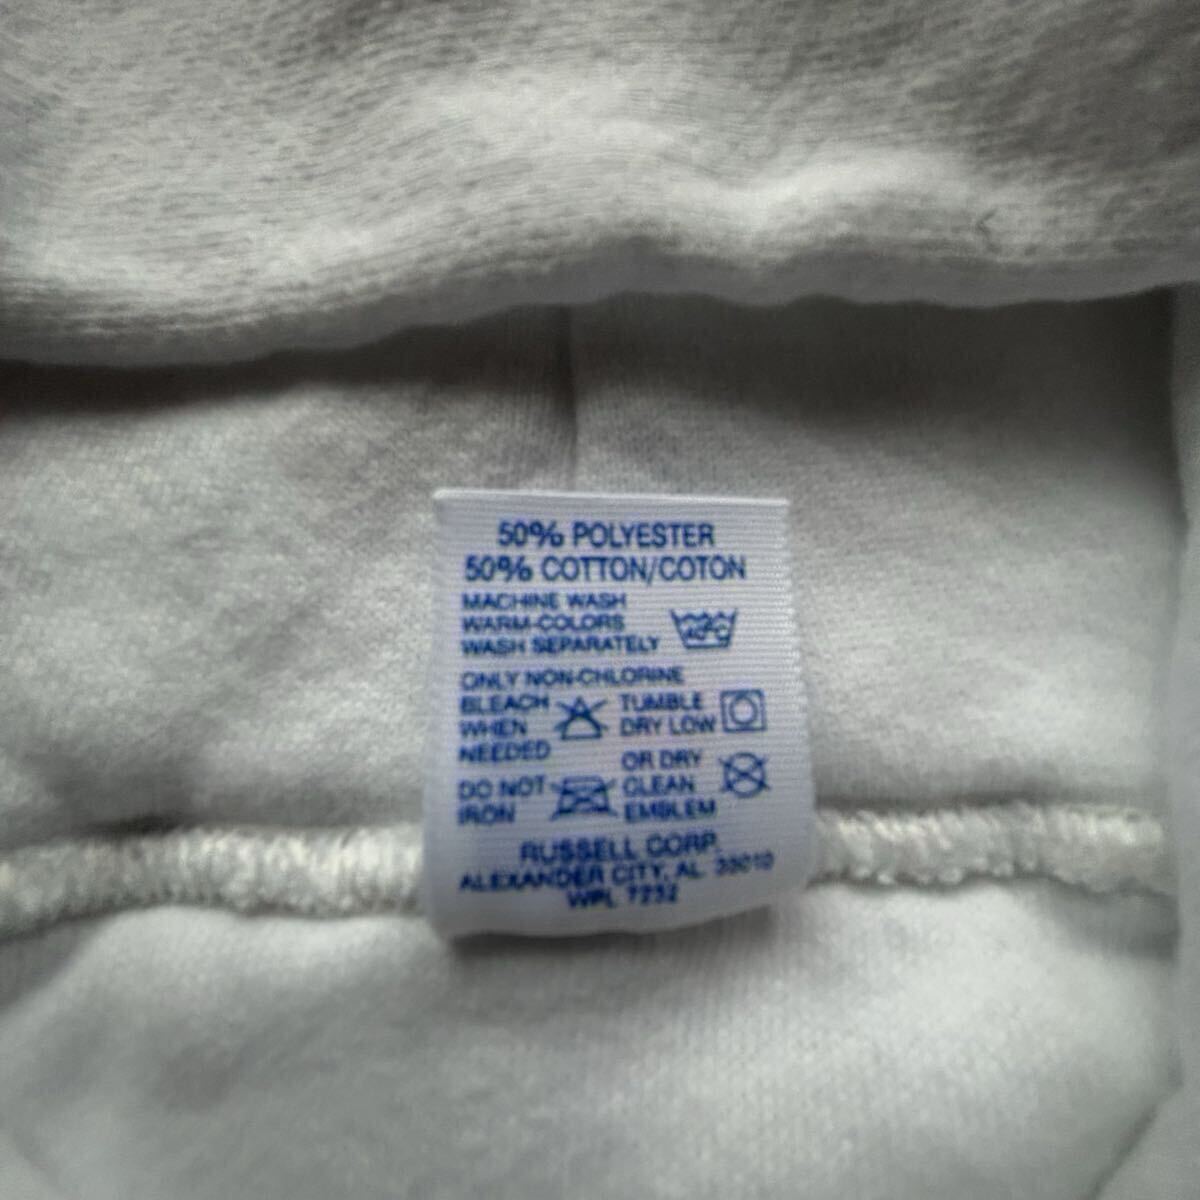 50% POLYESTER
50% COTTON/COTON
MACHINE WASH
WARM-COLORS
WASH SEPARATELY
40°C
ONLY NON-CHLORINE
BLEACH
WHEN
NEEDED
TUMBLE
DRY LOW
DO NOT
IRON
OR DRY
CLEAN
EMBLEM
RUSSELL CORP.
ALEXANDER CITY, AL 35010
WPL 7232